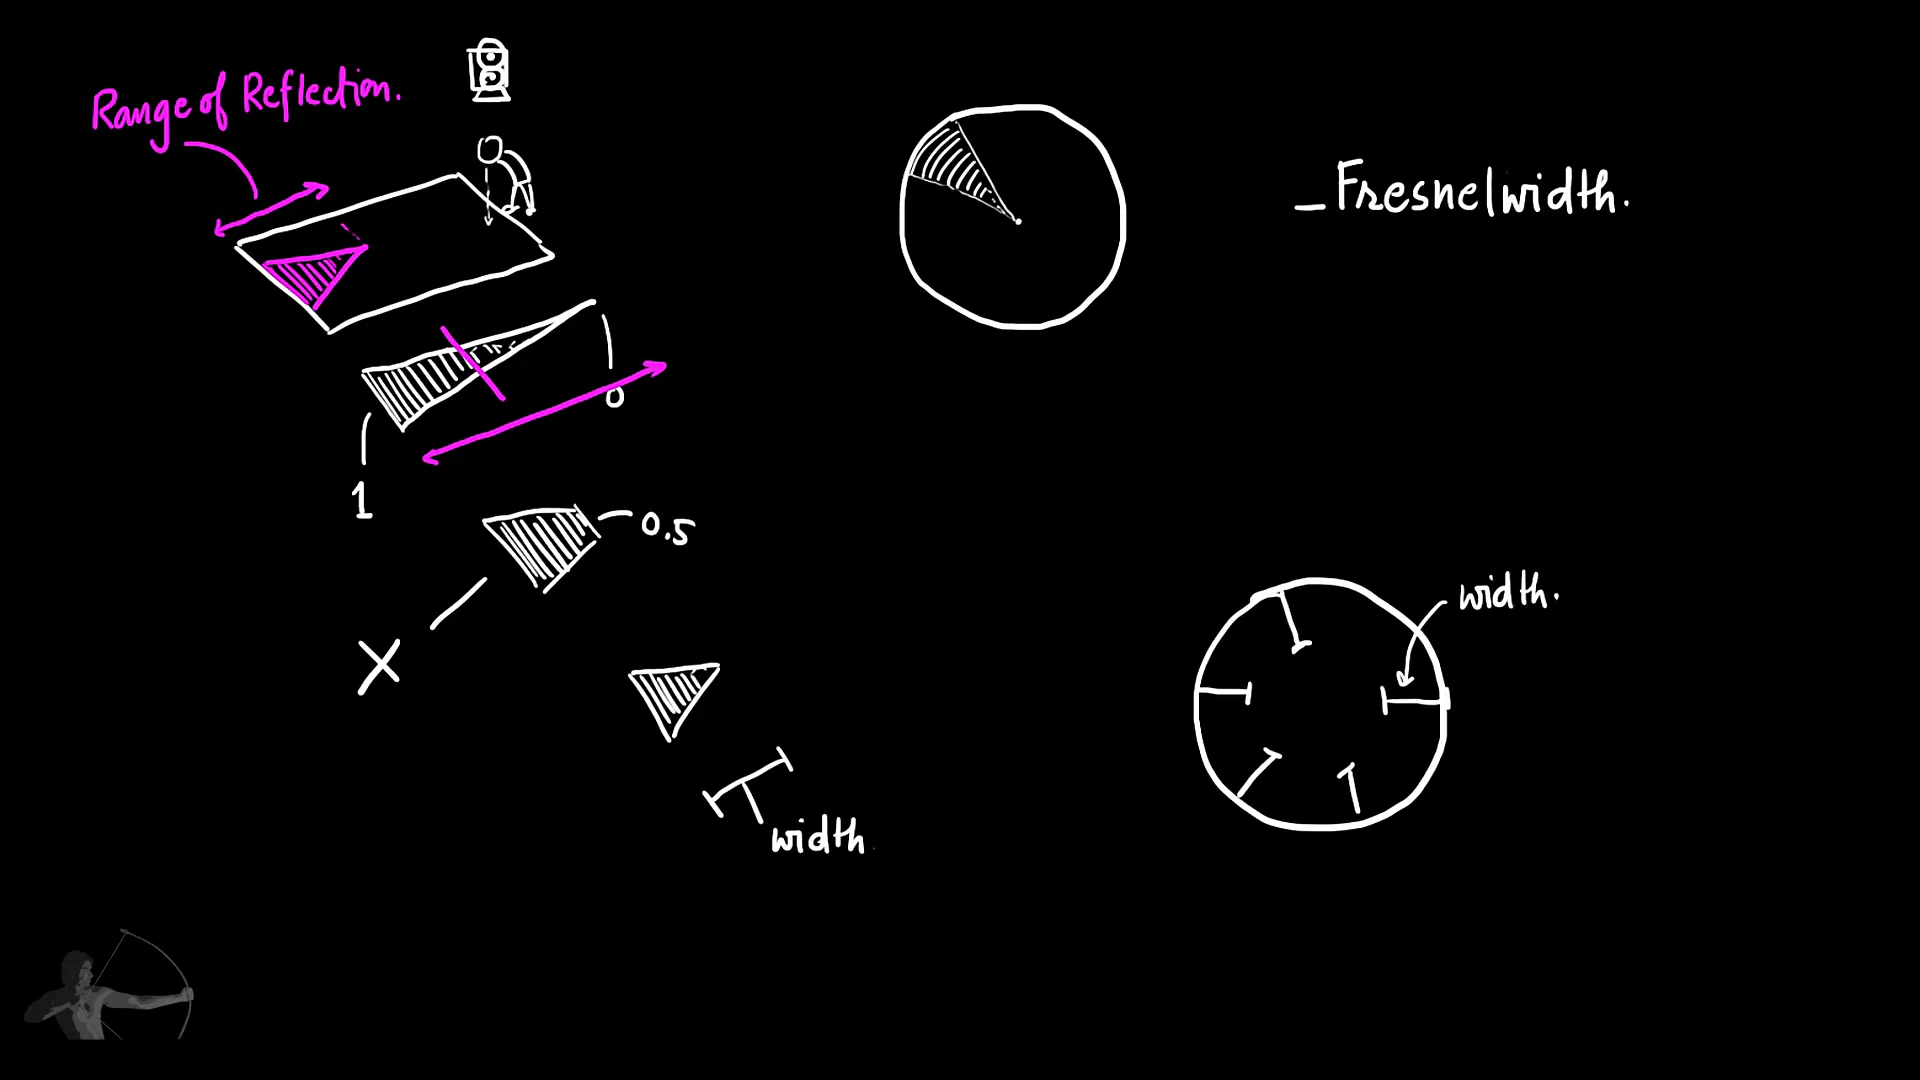 Range of Reflection.
_Fresnelwidth.
0
1
0.5
width.
X
width.